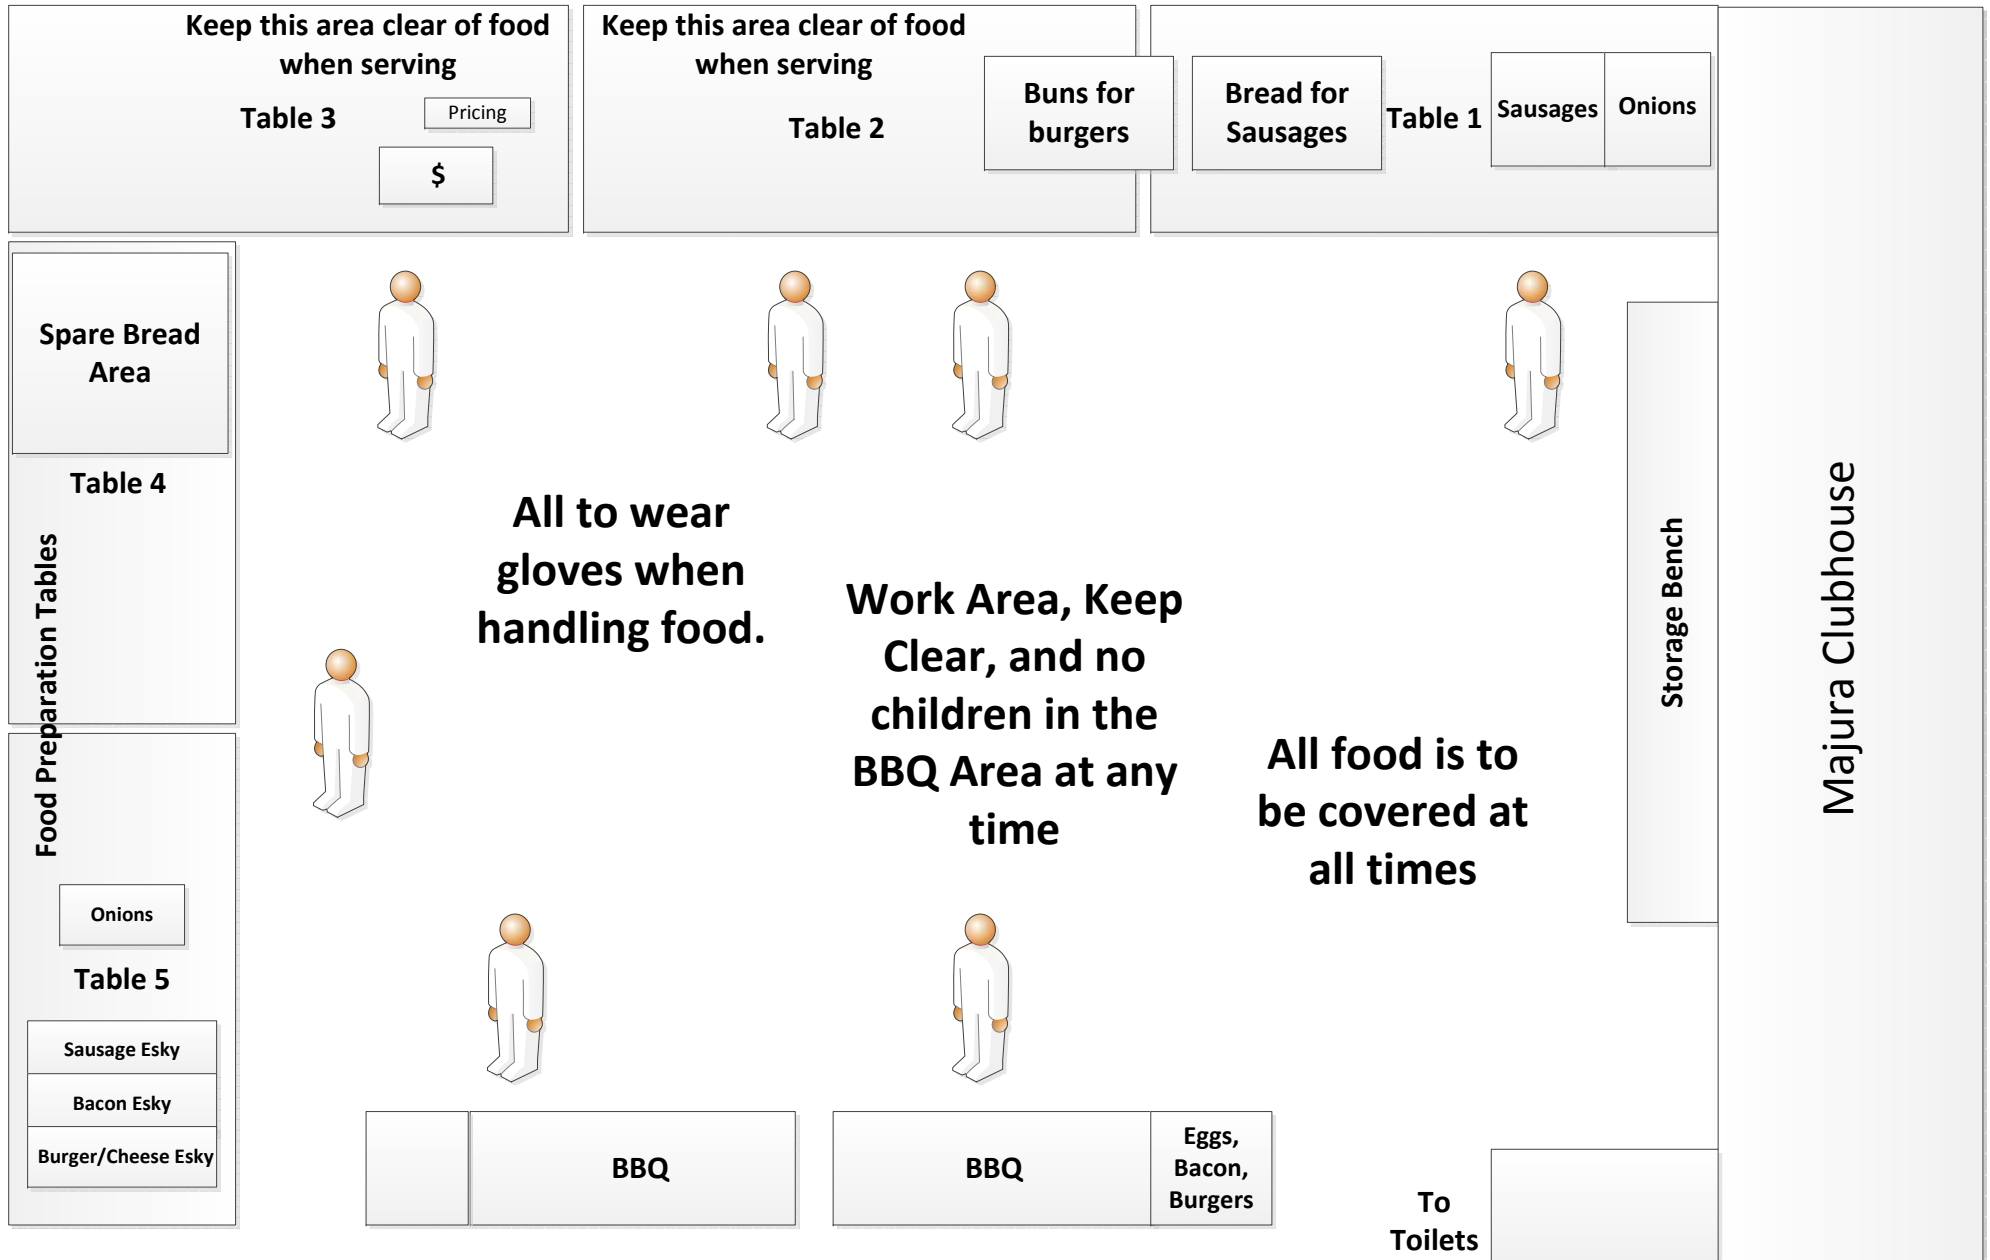 Keep this area clear of food
when serving
Table 3
Pricing
$
Keep this area clear of food
when serving
Table 2
Buns for
burgers
Bread for
Sausages
Table 1
Sausages
Onions
Spare Bread
Area
Table 4
Food Preparation Tables
Onions
Table 5
Sausage Esky
Bacon Esky
Burger/Cheese Esky
All to wear
gloves when
handling food.
Work Area, Keep
Clear, and no
children in the
BBQ Area at any
time
All food is to
be covered at
all times
Storage Bench
Majura Clubhouse
BBQ
BBQ
Eggs,
Bacon,
Burgers
To
Toilets